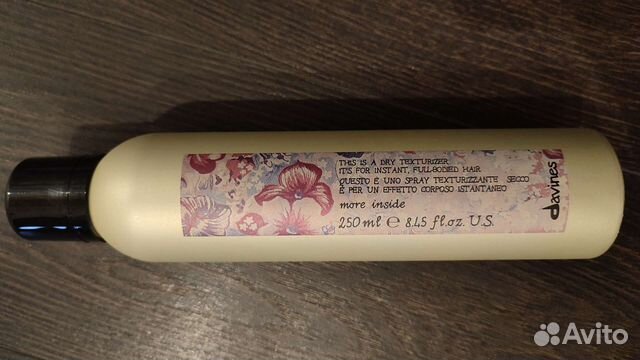 THIS IS A DRY TEXTURIZER
IT'S FOR INSTANT, FULL-BODIED HAIR
QUESTO È UNO SPRAY TEXTURIZZANTE SECCO
E PER UN EFFETTO CORPOSO ISTANTANEO
more inside
250 ml ℮ 8.45 fl.oz. U.S.
davines
Avito